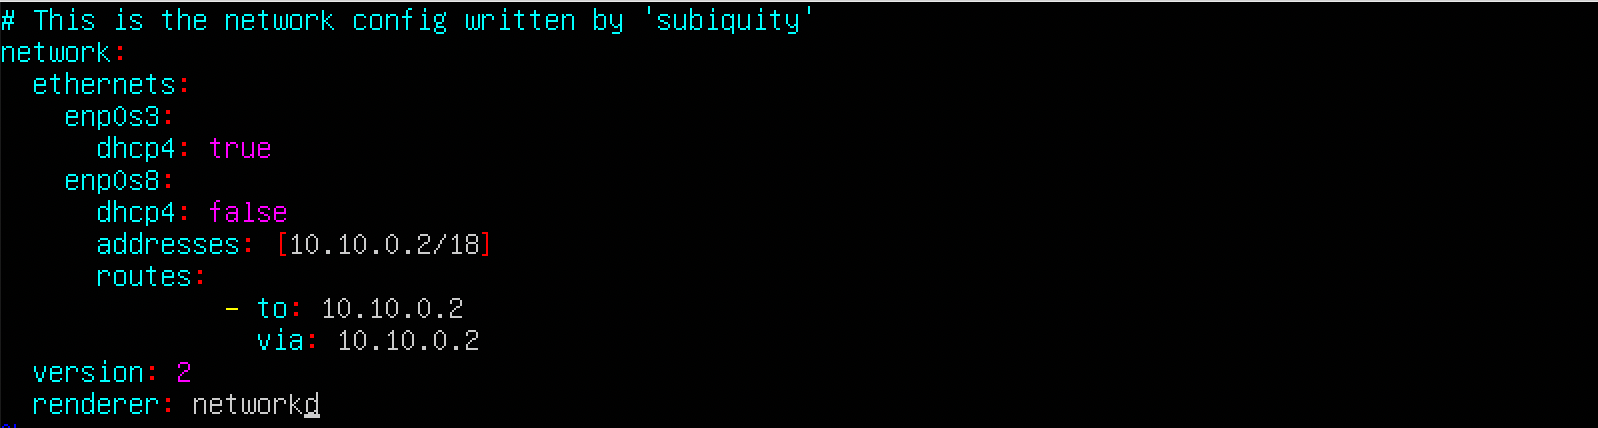 # This is the network config written by 'subiquity'
network:
  ethernets:
    enp0s3:
      dhcp4: true
    enp0s8:
      dhcp4: false
      addresses: [10.10.0.2/18]
      routes:
              - to: 10.10.0.2
                via: 10.10.0.2
  version: 2
  renderer: networkd